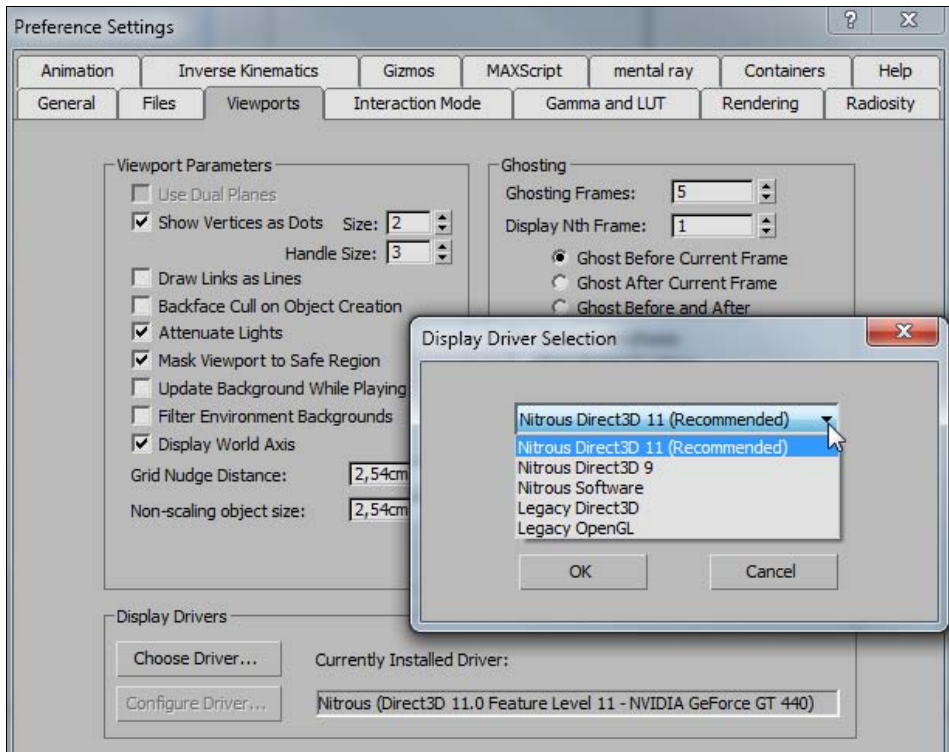 Preference Settings
Animation Inverse Kinematics Gizmos MAXScript mental ray Containers Help
General Files Viewports Interaction Mode Gamma and LUT Rendering Radiosity
Viewport Parameters
Use Dual Planes
Show Vertices as Dots Size: 2
Handle Size: 3
Draw Links as Lines
Backface Cull on Object Creation
Attenuate Lights
Mask Viewport to Safe Region
Update Background While Playing
Filter Environment Backgrounds
Display World Axis
Grid Nudge Distance: 2,54cm
Non-scaling object size: 2,54cm
Ghosting
Ghosting Frames: 5
Display Nth Frame: 1
Ghost Before Current Frame
Ghost After Current Frame
Ghost Before and After
Display Driver Selection
Nitrous Direct3D 11 (Recommended)
Nitrous Direct3D 11 (Recommended)
Nitrous Direct3D 9
Nitrous Software
Legacy Direct3D
Legacy OpenGL
OK Cancel
Display Drivers
Choose Driver... Currently Installed Driver:
Configure Driver... Nitrous (Direct3D 11.0 Feature Level 11 - NVIDIA GeForce GT 440)